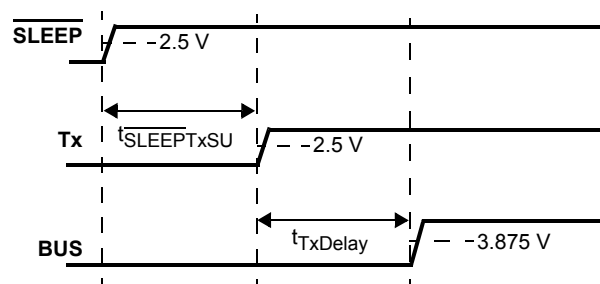 SLEEP
2.5 V
tSLEEPTxSU
Tx
2.5 V
tTxDelay
BUS
3.875 V